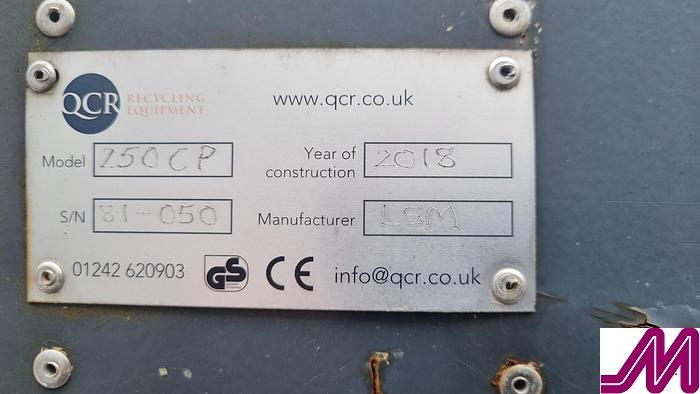 QCR RECYCLING EQUIPMENT
www.qcr.co.uk
Model 250CP
Year of construction 2018
S/N 81-050
Manufacturer LSM
01242 620903
GS
CE
info@qcr.co.uk
M